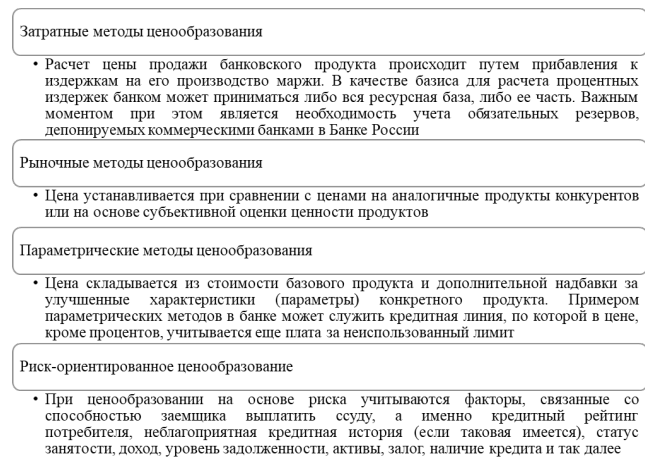 Затратные методы ценообразования
• Расчет цены продажи банковского продукта происходит путем прибавления к
издержкам на его производство маржи. В качестве базиса для расчета процентных
издержек банком может приниматься либо вся ресурсная база, либо ее часть. Важным
моментом при этом является необходимость учета обязательных резервов,
депонируемых коммерческими банками в Банке России
Рыночные методы ценообразования
• Цена устанавливается при сравнении с ценами на аналогичные продукты конкурентов
или на основе субъективной оценки ценности продуктов
Параметрические методы ценообразования
• Цена складывается из стоимости базового продукта и дополнительной надбавки за
улучшенные характеристики (параметры) конкретного продукта. Примером
параметрических методов в банке может служить кредитная линия, по которой в цене,
кроме процентов, учитывается еще плата за неиспользованный лимит
Риск-ориентированное ценообразование
• При ценообразовании на основе риска учитываются факторы, связанные со
способностью заемщика выплатить ссуду, а именно кредитный рейтинг
потребителя, неблагоприятная кредитная история (если таковая имеется), статус
занятости, доход, уровень задолженности, активы, залог, наличие кредита и так далее